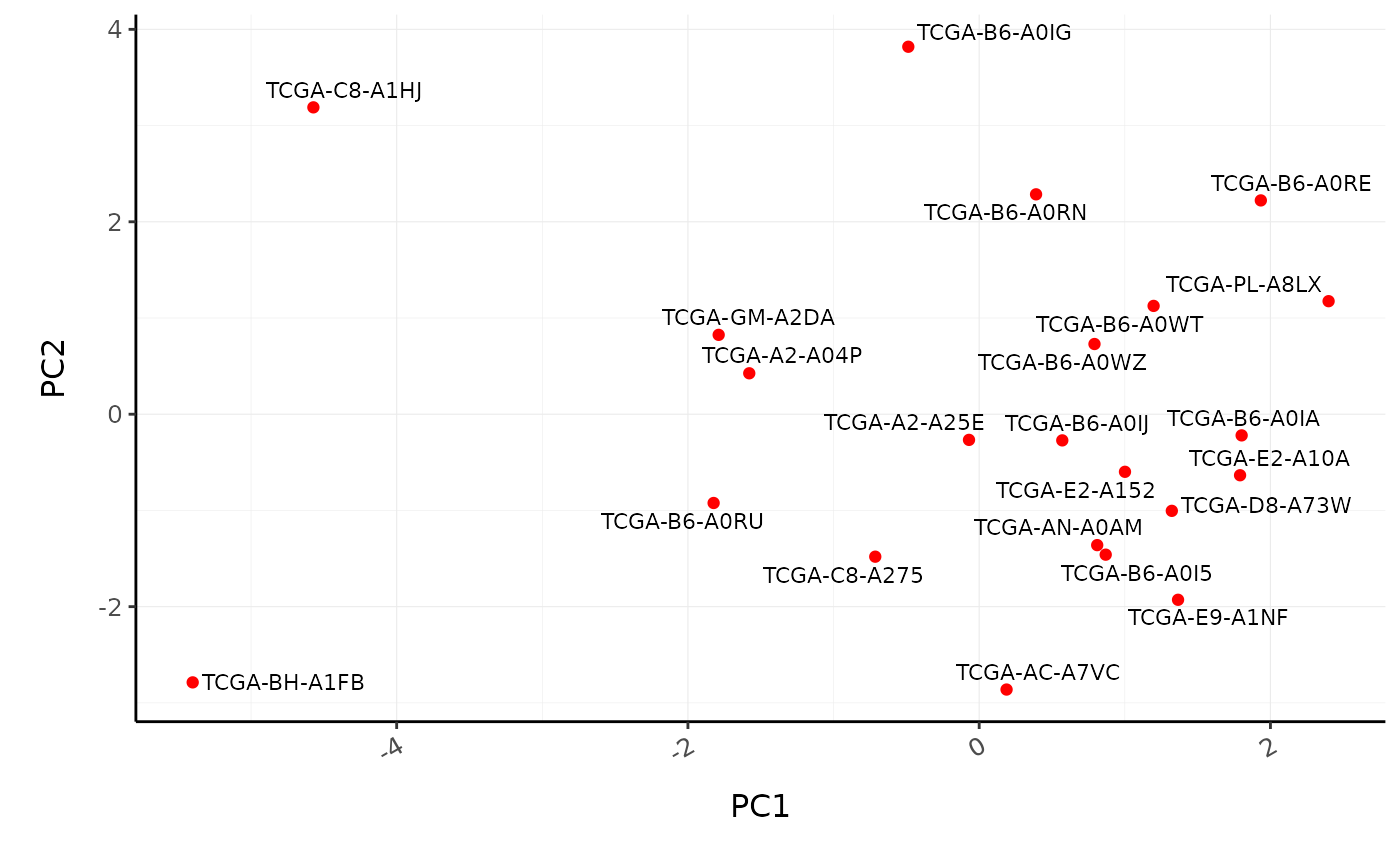 4
TCGA-B6-A0IG
TCGA-C8-A1HJ
TCGA-B6-A0RE
TCGA-B6-A0RN
2
TCGA-PL-A8LX
TCGA-GM-A2DA
TCGA-B6-A0WT
TCGA-A2-A04P
TCGA-B6-A0WZ
PC2
0
TCGA-A2-A25E
TCGA-B6-A0IJ
TCGA-B6-A0IA
TCGA-E2-A10A
TCGA-E2-A152
TCGA-D8-A73W
TCGA-B6-A0RU
TCGA-AN-A0AM
TCGA-C8-A275
TCGA-B6-A0I5
-2
TCGA-E9-A1NF
TCGA-AC-A7VC
TCGA-BH-A1FB
-4
-2
0
2
PC1